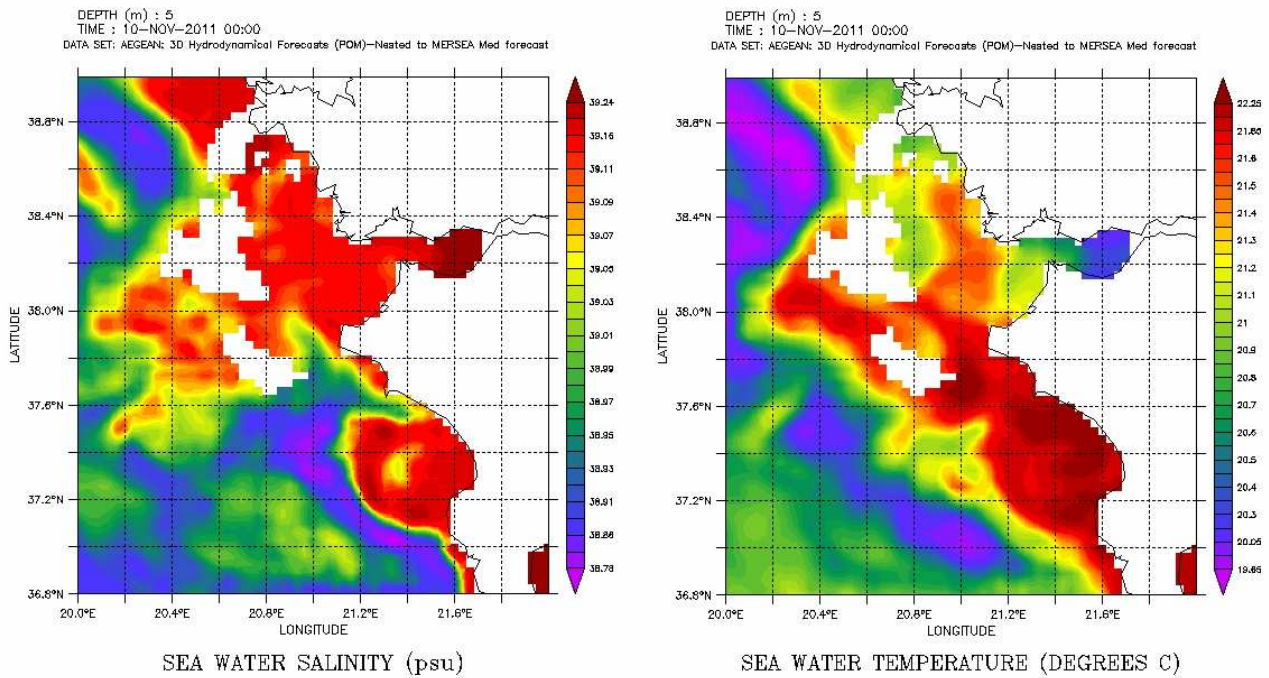 DEPTH (m) : 5
TIME : 10-NOV-2011 00:00
DATA SET: AEGEAN: 3D Hydrodynamical Forecasts (POM)-Nested to MERSEA Med forecast
38.8°N
38.4°N
38.0°N
37.6°N
37.2°N
36.8°N
LATITUDE
20.0°E 20.4°E 20.8°E 21.2°E 21.6°E
LONGITUDE
39.24
39.16
39.11
39.09
39.07
39.05
39.03
39.01
38.99
38.97
38.95
38.93
38.91
38.86
38.78
SEA WATER SALINITY (psu)
DEPTH (m) : 5
TIME : 10-NOV-2011 00:00
DATA SET: AEGEAN: 3D Hydrodynamical Forecasts (POM)-Nested to MERSEA Med forecast
38.8°N
38.4°N
38.0°N
37.6°N
37.2°N
36.8°N
LATITUDE
20.0°E 20.4°E 20.8°E 21.2°E 21.6°E
LONGITUDE
22.25
21.85
21.6
21.5
21.4
21.3
21.2
21.1
21
20.9
20.8
20.7
20.6
20.5
20.4
20.3
20.05
19.65
SEA WATER TEMPERATURE (DEGREES C)